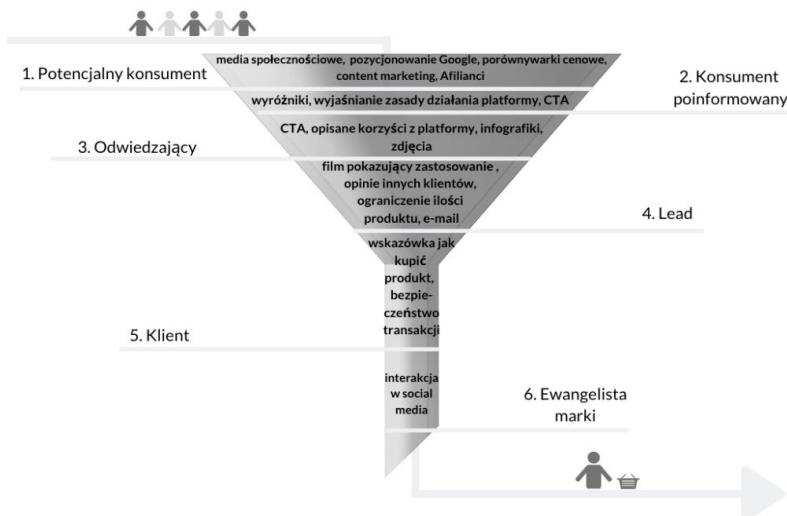 media społecznościowe, pozycjonowanie Google, porównywarki cenowe,
content marketing, Afilianci
1. Potencjalny konsument
wyróżniki, wyjaśnianie zasady działania platformy, CTA
2. Konsument
poinformowany
CTA, opisane korzyści z platformy, infografiki,
zdjęcia
3. Odwiedzający
film pokazujący zastosowanie ,
opinie innych klientów,
ograniczenie ilości
produktu, e-mail
4. Lead
wskazówka jak
kupić
produkt,
bezpie-
czeństwo
transakcji
5. Klient
interakcja
w social
media
6. Ewangelista
marki